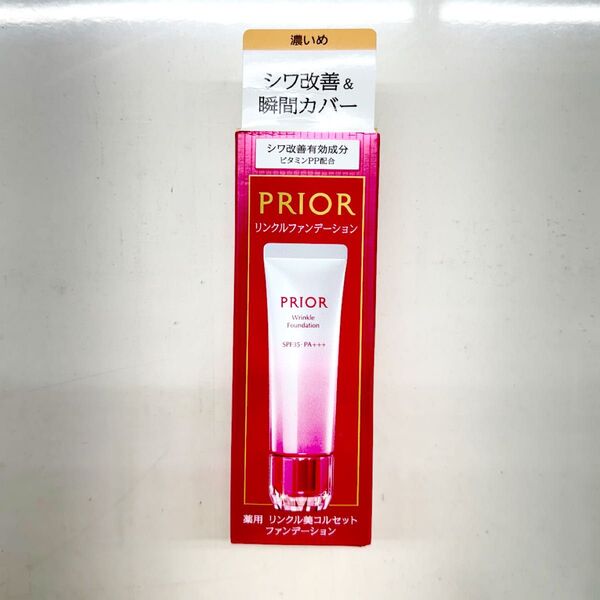 濃いめ
シワ改善&
瞬間カバー
シワ改善有効成分
ビタミンPP配合
PRIOR
リンクルファンデーション
PRIOR
Wrinkle
Foundation
SPF35・PA+++
薬用 リンクル美コルセット
ファンデーション